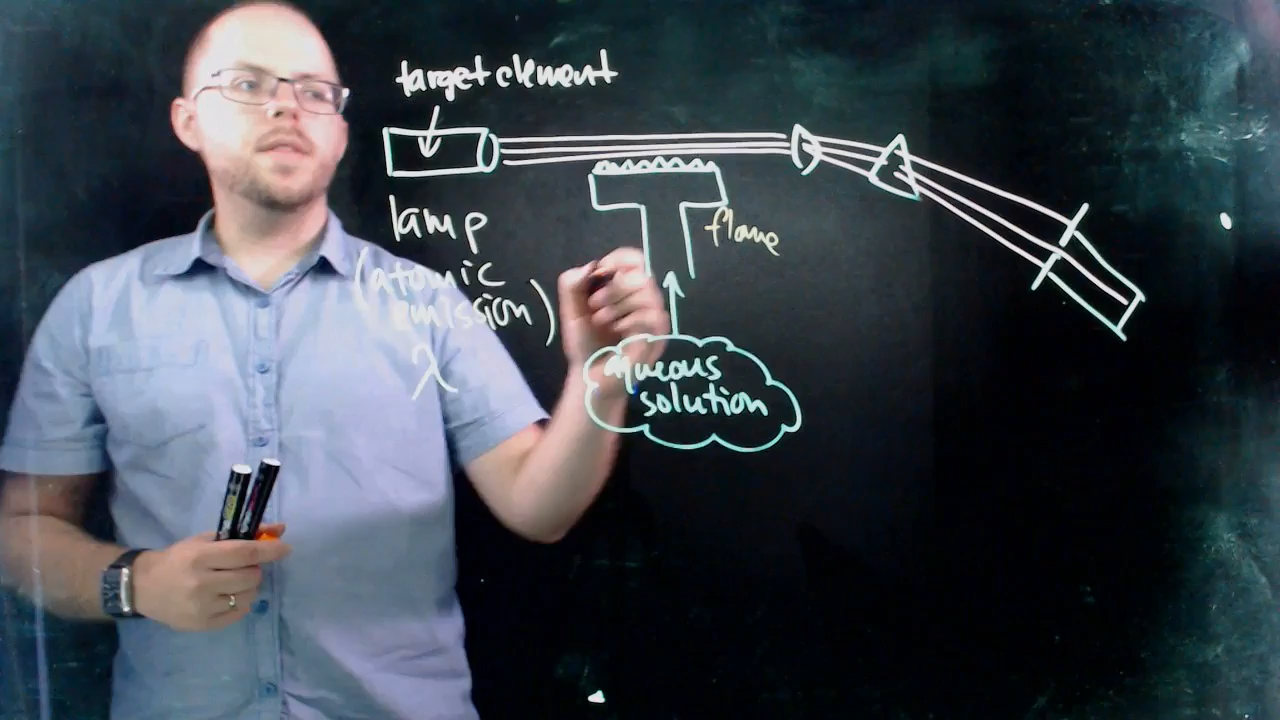 target element
lamp
(atomic
emission)
λ
flame
aqueous
solution